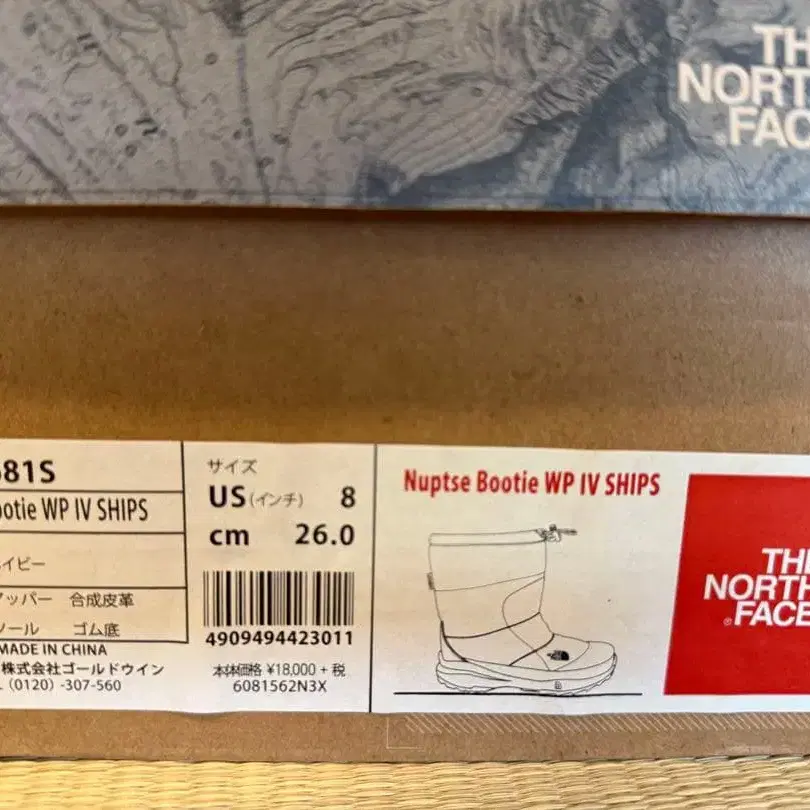 TH
NORTH
FACE
681S
ootie WP IV SHIPS
イビー
アッパー 合成皮革
ソール ゴム底
MADE IN CHINA
株式会社ゴールドウイン
(0120) -307-560
サイズ
US (インチ) 8
cm 26.0
4909494423011
本体価格 ¥18,000 + 税
6081562N3X
Nuptse Bootie WP IV SHIPS
THE
NORTH
FACE